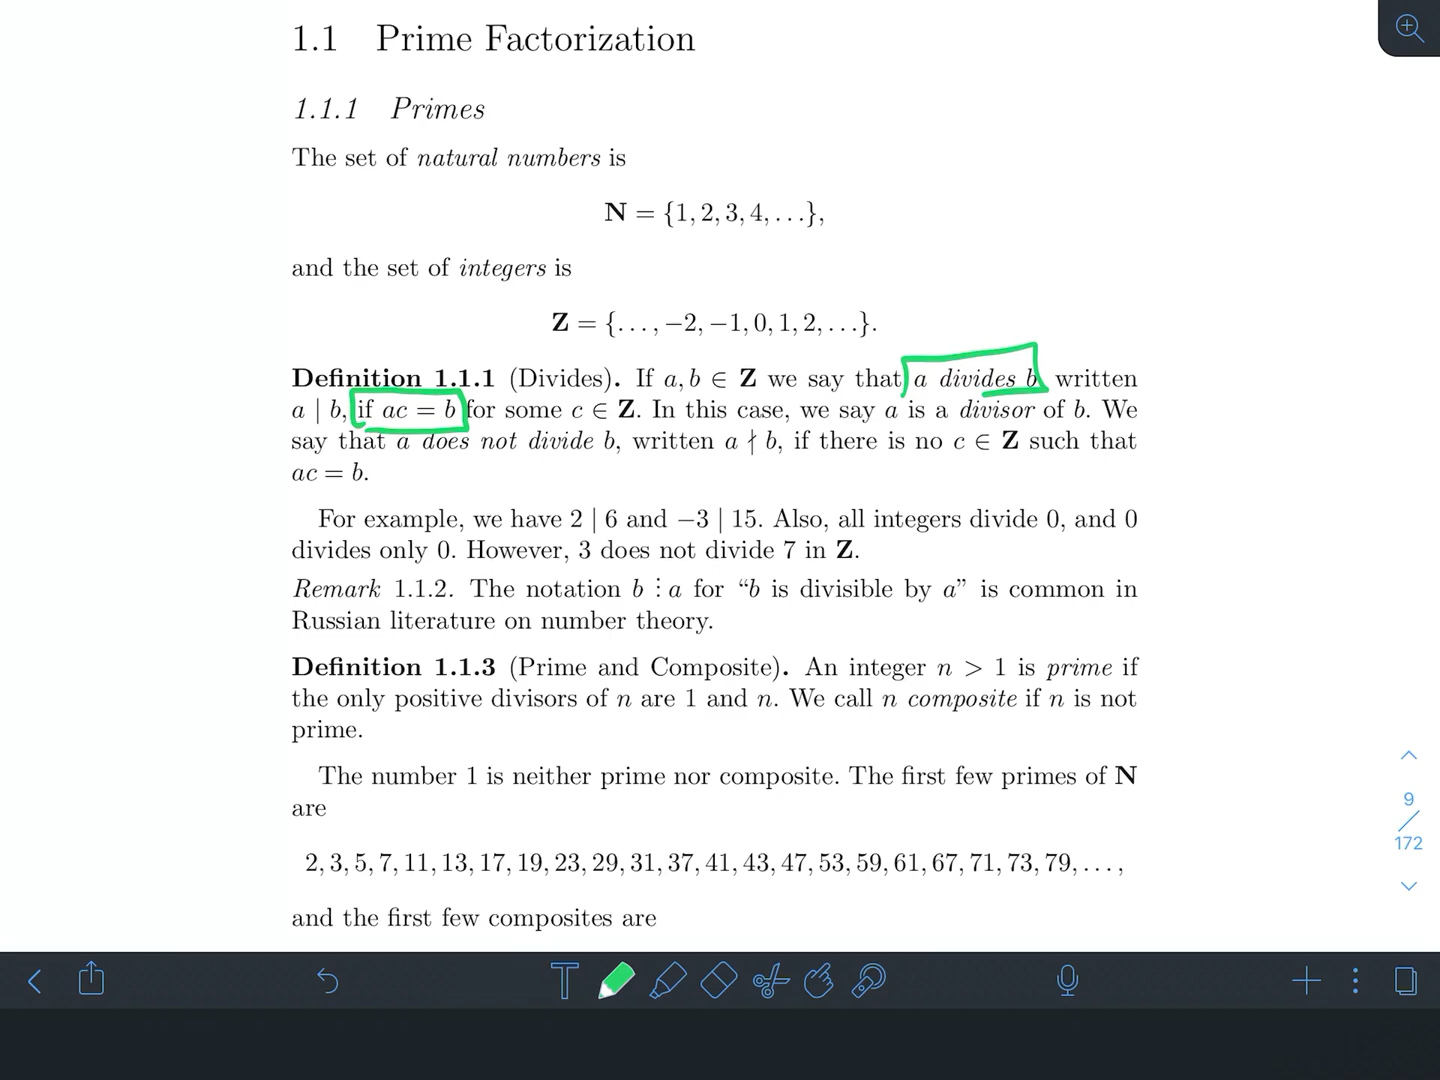 1.1 Prime Factorization
1.1.1 Primes
The set of natural numbers is
N = {1, 2, 3, 4, . . .},
and the set of integers is
Z = {. . . , −2, −1, 0, 1, 2, . . .}.
Definition 1.1.1 (Divides). If a, b ∈ Z we say that a divides b, written
a | b, if ac = b for some c ∈ Z. In this case, we say a is a divisor of b. We
say that a does not divide b, written a ∤ b, if there is no c ∈ Z such that
ac = b.
For example, we have 2 | 6 and −3 | 15. Also, all integers divide 0, and 0
divides only 0. However, 3 does not divide 7 in Z.
Remark 1.1.2. The notation b ⋮ a for “b is divisible by a” is common in
Russian literature on number theory.
Definition 1.1.3 (Prime and Composite). An integer n > 1 is prime if
the only positive divisors of n are 1 and n. We call n composite if n is not
prime.
The number 1 is neither prime nor composite. The first few primes of N
are
2, 3, 5, 7, 11, 13, 17, 19, 23, 29, 31, 37, 41, 43, 47, 53, 59, 61, 67, 71, 73, 79, . . . ,
and the first few composites are
9
/
172
T